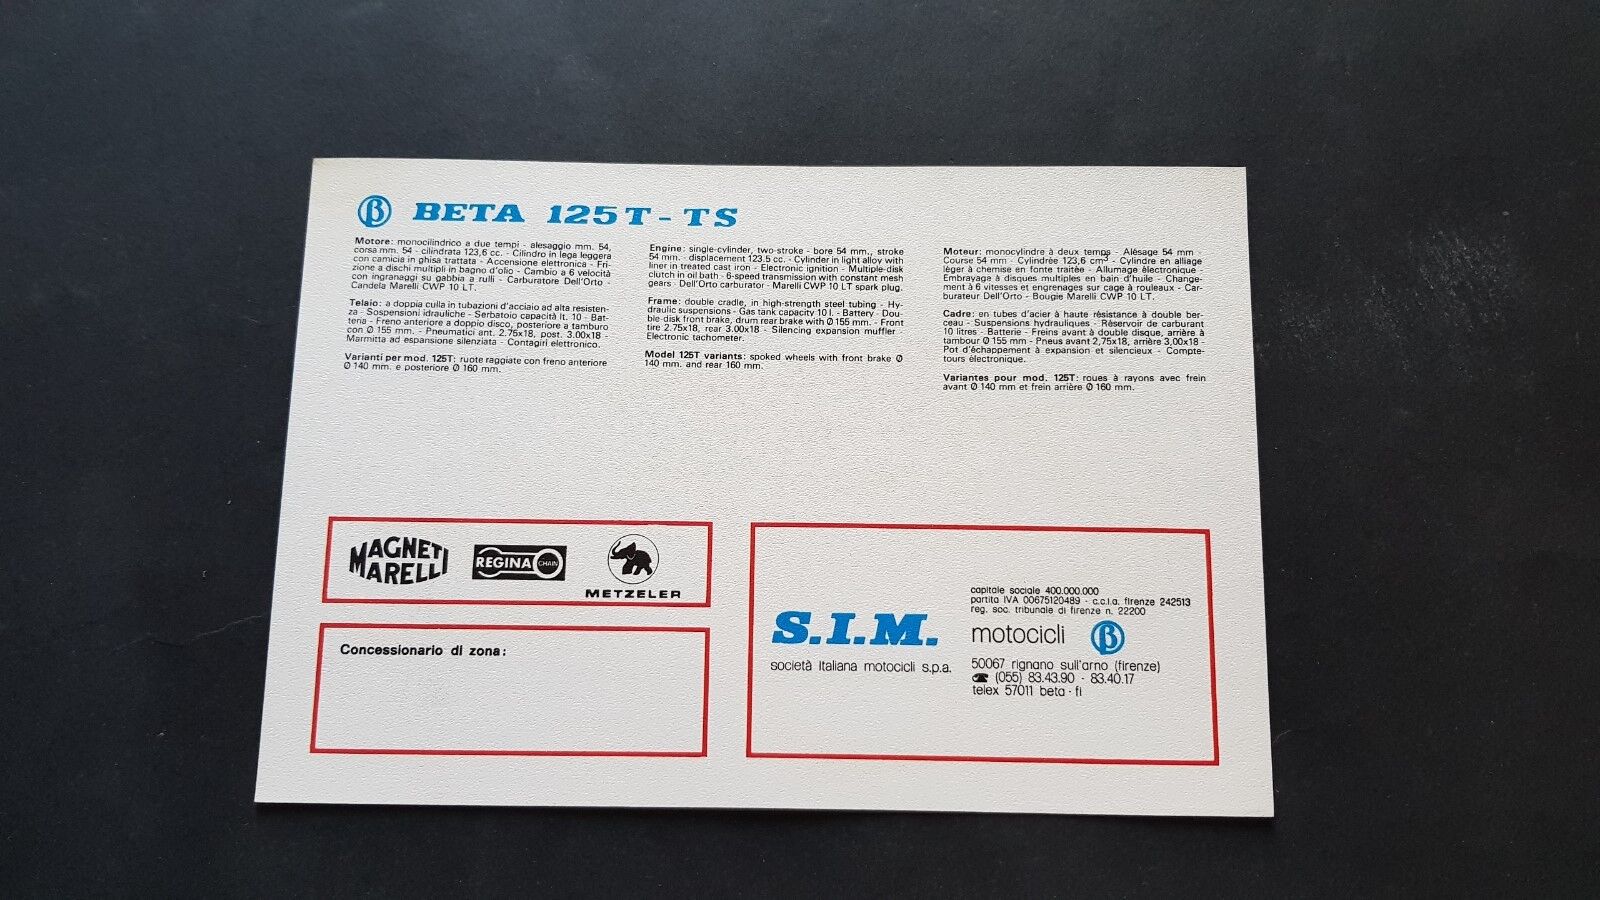 β BETA 125 T - TS
Motore: monocilindrico a due tempi - alesaggio mm. 54,
corsa mm. 54 - cilindrata 123,6 cc. - Cilindro in lega leggera
con camicia in ghisa trattata - Accensione elettronica - Fri-
zione a dischi multipli in bagno d'olio - Cambio a 6 velocità
con ingranaggi su gabbia a rulli - Carburatore Dell'Orto -
Candela Marelli CWP 10 LT.
Telaio: a doppia culla in tubazioni d'acciaio ad alta resisten-
za - Sospensioni idrauliche - Serbatoio capacità lt. 10 - Bat-
teria - Freno anteriore a doppio disco, posteriore a tamburo
con Ø 155 mm. - Pneumatici ant. 2.75x18, post. 3.00x18 -
Marmitta ad espansione silenziata - Contagiri elettronico.
Varianti per mod. 125T: ruote raggiate con freno anteriore
Ø 140 mm. e posteriore Ø 160 mm.
Engine: single-cylinder, two-stroke - bore 54 mm., stroke
54 mm. - displacement 123.5 cc. - Cylinder in light alloy with
liner in treated cast iron - Electronic ignition - Multiple-disk
clutch in oil bath - 6-speed transmission with constant mesh
gears - Dell'Orto carburator - Marelli CWP 10 LT spark plug.
Frame: double cradle, in high-strength steel tubing - Hy-
draulic suspensions - Gas tank capacity 10 l. - Battery - Dou-
ble-disk front brake, drum rear brake with Ø 155 mm. - Front
tire 2.75x18, rear 3.00x18 - Silencing expansion muffler -
Electronic tachometer.
Model 125T variants: spoked wheels with front brake Ø
140 mm. and rear 160 mm.
Moteur: monocylindre à deux temps - Alésage 54 mm -
Course 54 mm - Cylindrée 123,6 cm³ - Cylindre en alliage
léger à chemise en fonte traitée - Allumage électronique -
Embrayage à disques multiples en bain d'huile - Change-
ment à 6 vitesses et engrenages sur cage à rouleaux - Car-
burateur Dell'Orto - Bougie Marelli CWP 10 LT.
Cadre: en tubes d'acier à haute résistance à double ber-
ceau - Suspensions hydrauliques - Réservoir de carburant
10 litres - Batterie - Freins avant à double disque, arrière à
tambour Ø 155 mm - Pneus avant 2,75x18, arrière 3,00x18 -
Pot d'échappement à expansion et silencieux - Compte-
tours électronique.
Variantes pour mod. 125T: roues à rayons avec frein
avant Ø 140 mm et frein arrière Ø 160 mm.
MAGNETI
MARELLI
REGINA CHAIN
METZELER
Concessionario di zona:
S.I.M.
società italiana motocicli s.p.a.
capitale sociale 400.000.000
partita IVA 00675120489 - c.c.i.a. firenze 242513
reg. soc. tribunale di firenze n. 22200
motocicli β
50067 rignano sull'arno (firenze)
☎ (055) 83.43.90 - 83.40.17
telex 57011 beta - fi